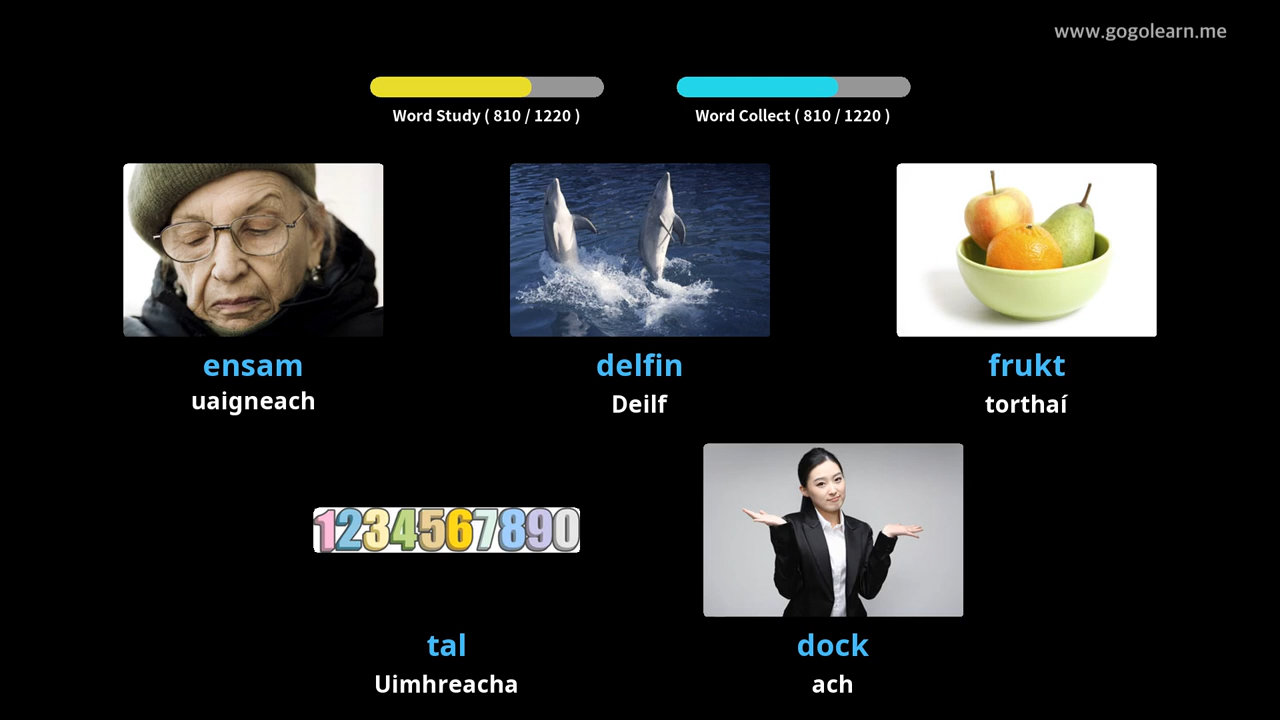 www.gogolearn.me
Word Study ( 810 / 1220 )
Word Collect ( 810 / 1220 )
ensam
uaigneach
delfin
Deilf
frukt
torthaí
1234567890
tal
Uimhreacha
dock
ach